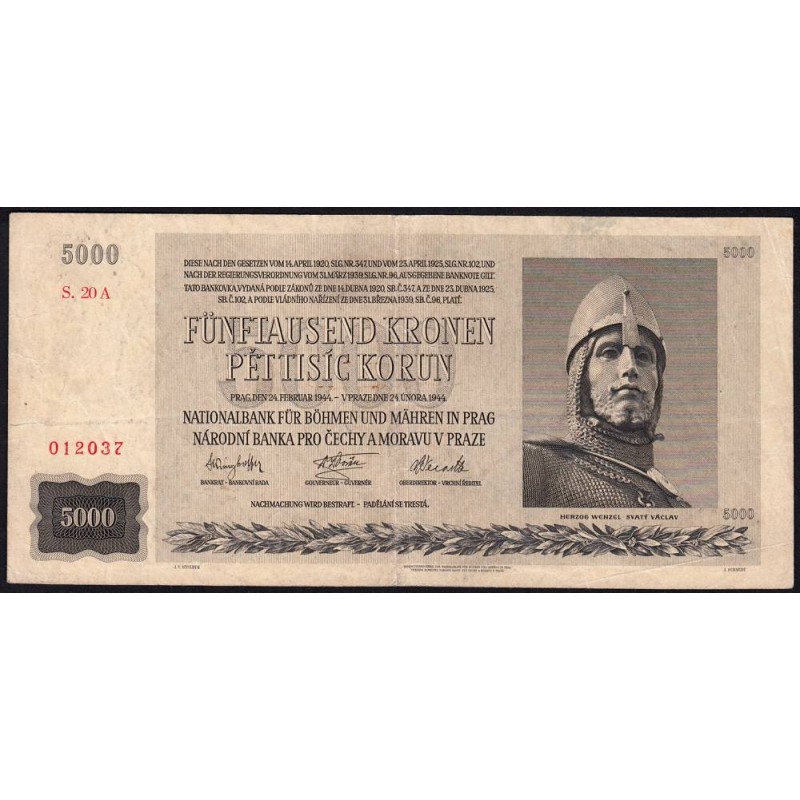 5000
S. 20 A
012037
5000
DIESE NACH DEN GESETZEN VOM 14. APRIL 1920, SLG. NR. 347, UND VOM 23. APRIL 1925, SLG. NR. 102, UND
NACH DER REGIERUNGSVERORDNUNG VOM 31. MÄRZ 1939, SLG. NR. 96, AUSGEGEBENE BANKNOTE GILT.
TATO BANKOVKA, VYDANÁ PODLE ZÁKONŮ ZE DNE 14. DUBNA 1920, SB. Č. 347, A ZE DNE 23. DUBNA 1925,
SB. Č. 102, A PODLE VLÁDNÍHO NAŘÍZENÍ ZE DNE 31. BŘEZNA 1939, SB. Č. 96, PLATÍ.
FÜNFTAUSEND KRONEN
PĚTTISÍC KORUN
PRAG, DEN 24. FEBRUAR 1944. – V PRAZE DNE 24. ÚNORA 1944.
NATIONALBANK FÜR BÖHMEN UND MÄHREN IN PRAG
NÁRODNÍ BANKA PRO ČECHY A MORAVU V PRAZE
BANKRAT - BANKOVNÍ RADA
GOUVERNEUR - GUVERNÉR
OBERDIREKTOR - VRCHNÍ ŘEDITEL
NACHMACHUNG WIRD BESTRAFT. - PADĚLÁNÍ SE TRESTÁ.
5000
HERZOG WENZEL SVATÝ VÁCLAV
5000